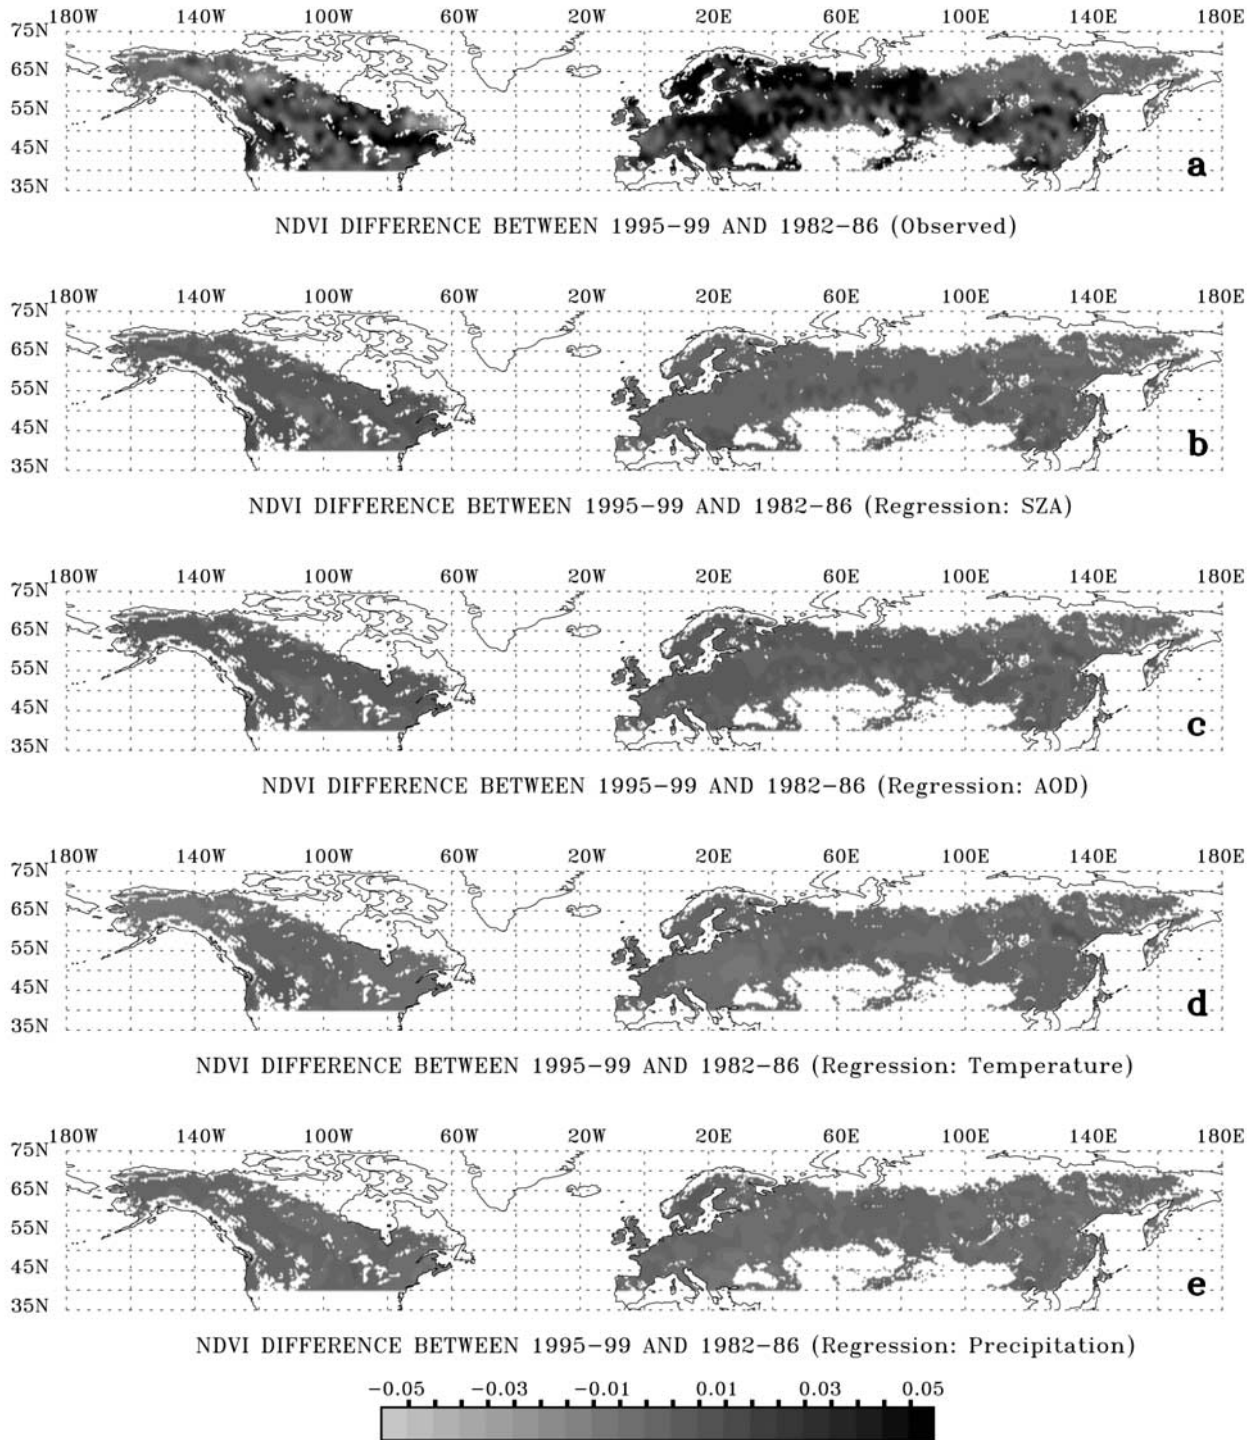 180W 140W 100W 60W 20W 20E 60E 100E 140E 180E
75N
65N
55N
45N
35N
a
NDVI DIFFERENCE BETWEEN 1995-99 AND 1982-86 (Observed)
180W 140W 100W 60W 20W 20E 60E 100E 140E 180E
75N
65N
55N
45N
35N
b
NDVI DIFFERENCE BETWEEN 1995-99 AND 1982-86 (Regression: SZA)
180W 140W 100W 60W 20W 20E 60E 100E 140E 180E
75N
65N
55N
45N
35N
c
NDVI DIFFERENCE BETWEEN 1995-99 AND 1982-86 (Regression: AOD)
180W 140W 100W 60W 20W 20E 60E 100E 140E 180E
75N
65N
55N
45N
35N
d
NDVI DIFFERENCE BETWEEN 1995-99 AND 1982-86 (Regression: Temperature)
180W 140W 100W 60W 20W 20E 60E 100E 140E 180E
75N
65N
55N
45N
35N
e
NDVI DIFFERENCE BETWEEN 1995-99 AND 1982-86 (Regression: Precipitation)
-0.05 -0.03 -0.01 0.01 0.03 0.05